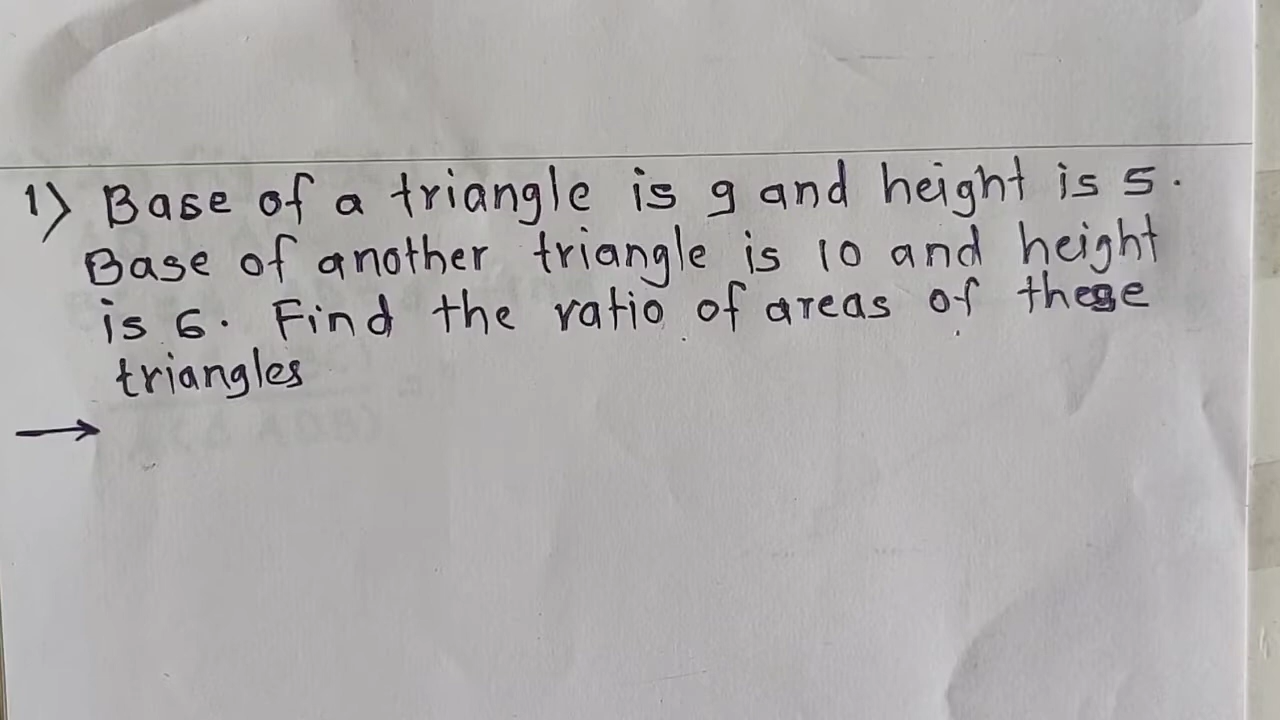 1) Base of a triangle is 9 and height is 5.
Base of another triangle is 10 and height
is 6. Find the ratio of areas of these
triangles
→